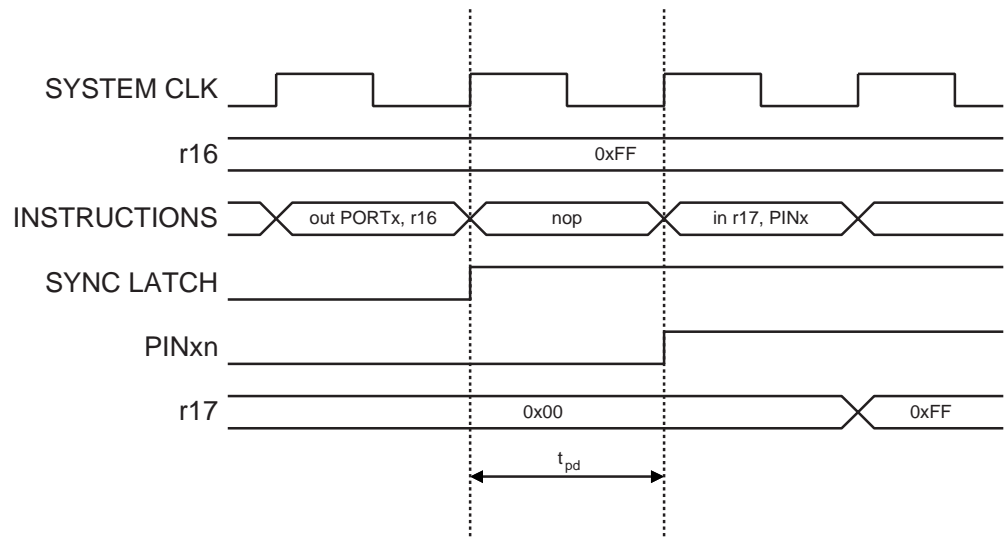 SYSTEM CLK
r16 0xFF
INSTRUCTIONS out PORTx, r16 nop in r17, PINx
SYNC LATCH
PINxn
r17 0x00 0xFF
tpd